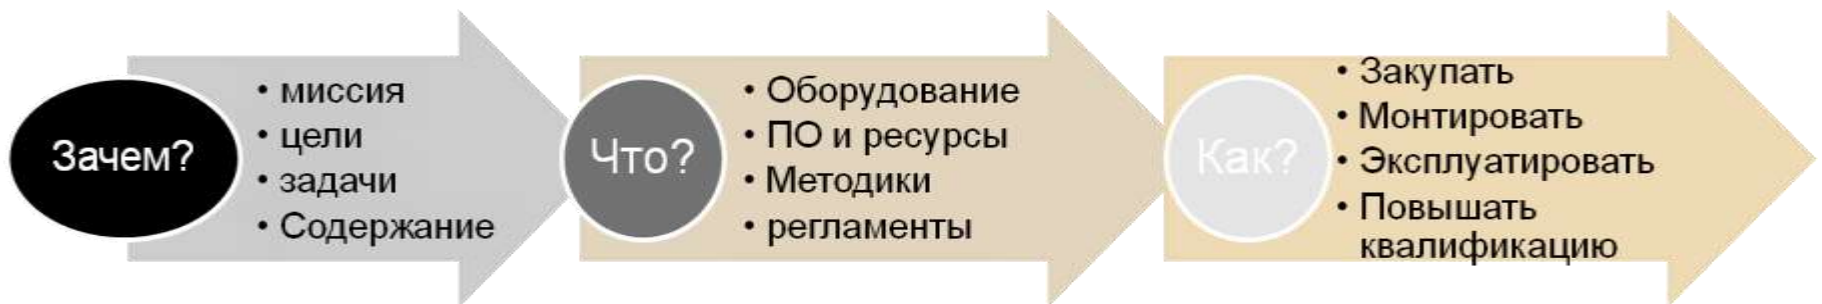 Зачем?
• миссия
• цели
• задачи
• Содержание
Что?
• Оборудование
• ПО и ресурсы
• Методики
• регламенты
Как?
• Закупать
• Монтировать
• Эксплуатировать
• Повышать
квалификацию